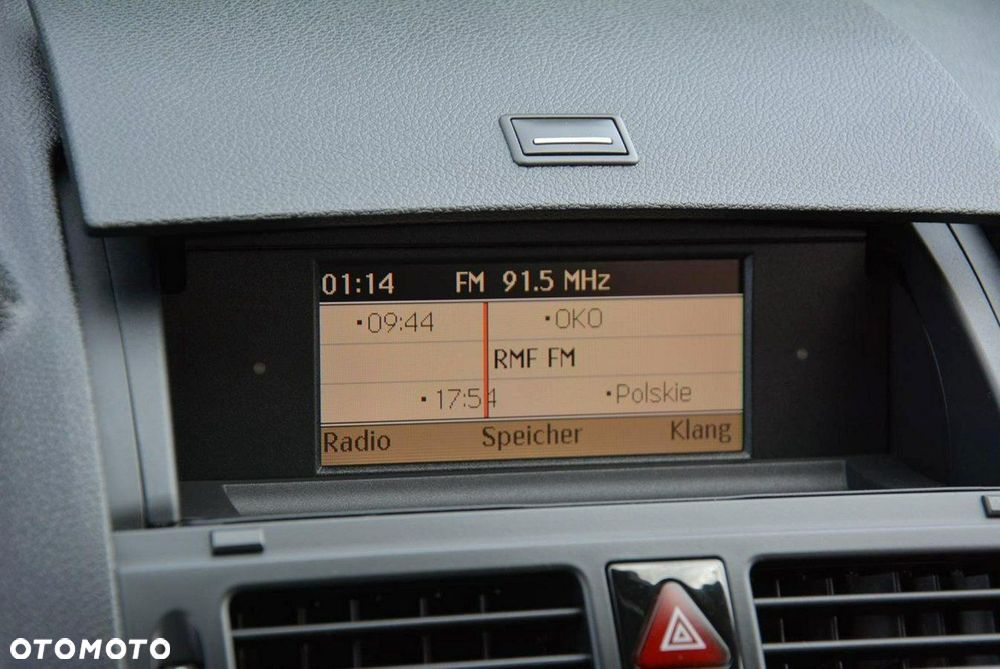 01:14 FM 91.5 MHz
•09:44 •OKO
RMF FM
•17:54 •Polskie
Radio Speicher Klang
OTOMOTO